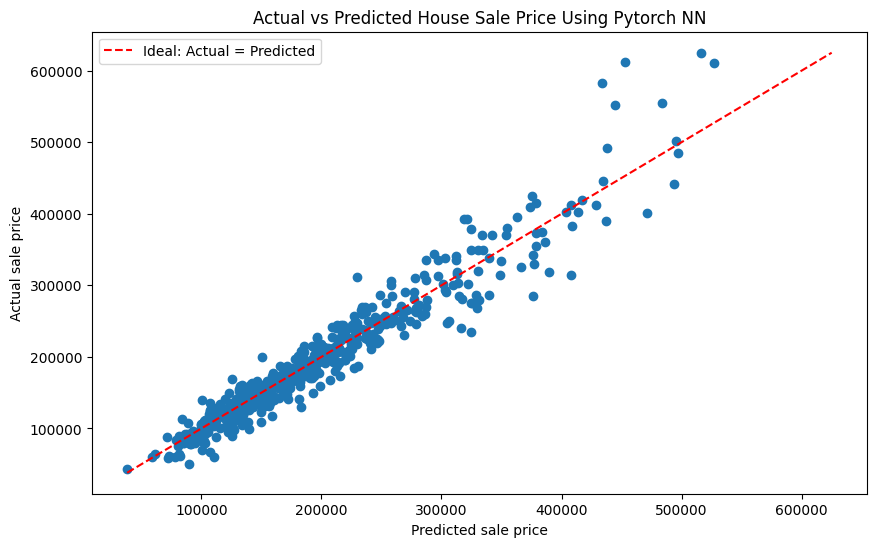 Actual vs Predicted House Sale Price Using Pytorch NN
Ideal: Actual = Predicted
600000
500000
400000
300000
200000
100000
Actual sale price
100000 200000 300000 400000 500000 600000
Predicted sale price